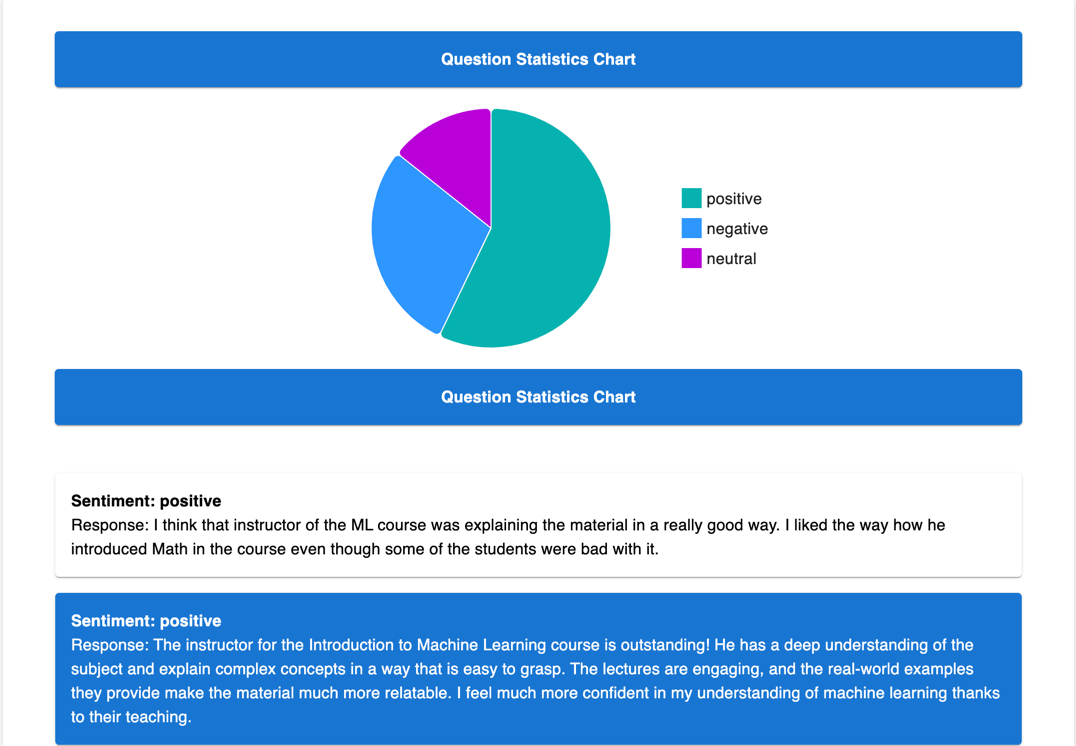 Question Statistics Chart
positive
negative
neutral
Question Statistics Chart
Sentiment: positive
Response: I think that instructor of the ML course was explaining the material in a really good way. I liked the way how he
introduced Math in the course even though some of the students were bad with it.
Sentiment: positive
Response: The instructor for the Introduction to Machine Learning course is outstanding! He has a deep understanding of the
subject and explain complex concepts in a way that is easy to grasp. The lectures are engaging, and the real-world examples
they provide make the material much more relatable. I feel much more confident in my understanding of machine learning thanks
to their teaching.